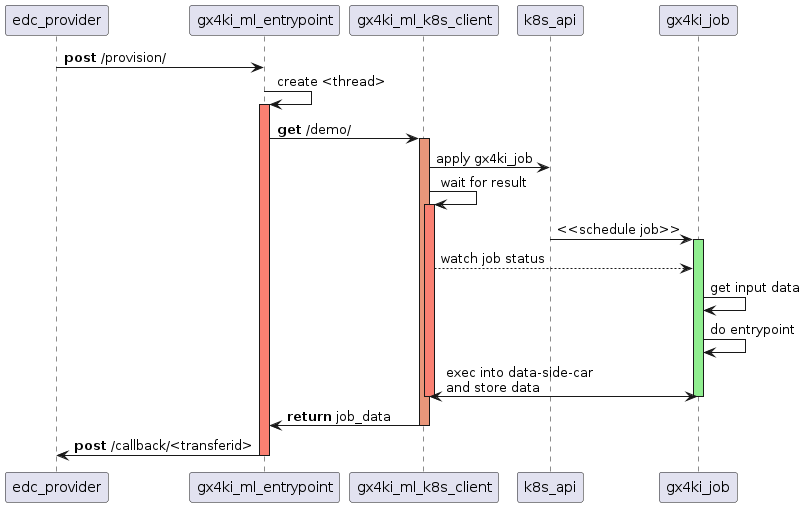 edc_provider gx4ki_ml_entrypoint gx4ki_ml_k8s_client k8s_api gx4ki_job
post /provision/
create <thread>
get /demo/
apply gx4ki_job
wait for result
<<schedule job>>
watch job status
get input data
do entrypoint
exec into data-side-car
and store data
return job_data
post /callback/<transferid>
edc_provider gx4ki_ml_entrypoint gx4ki_ml_k8s_client k8s_api gx4ki_job